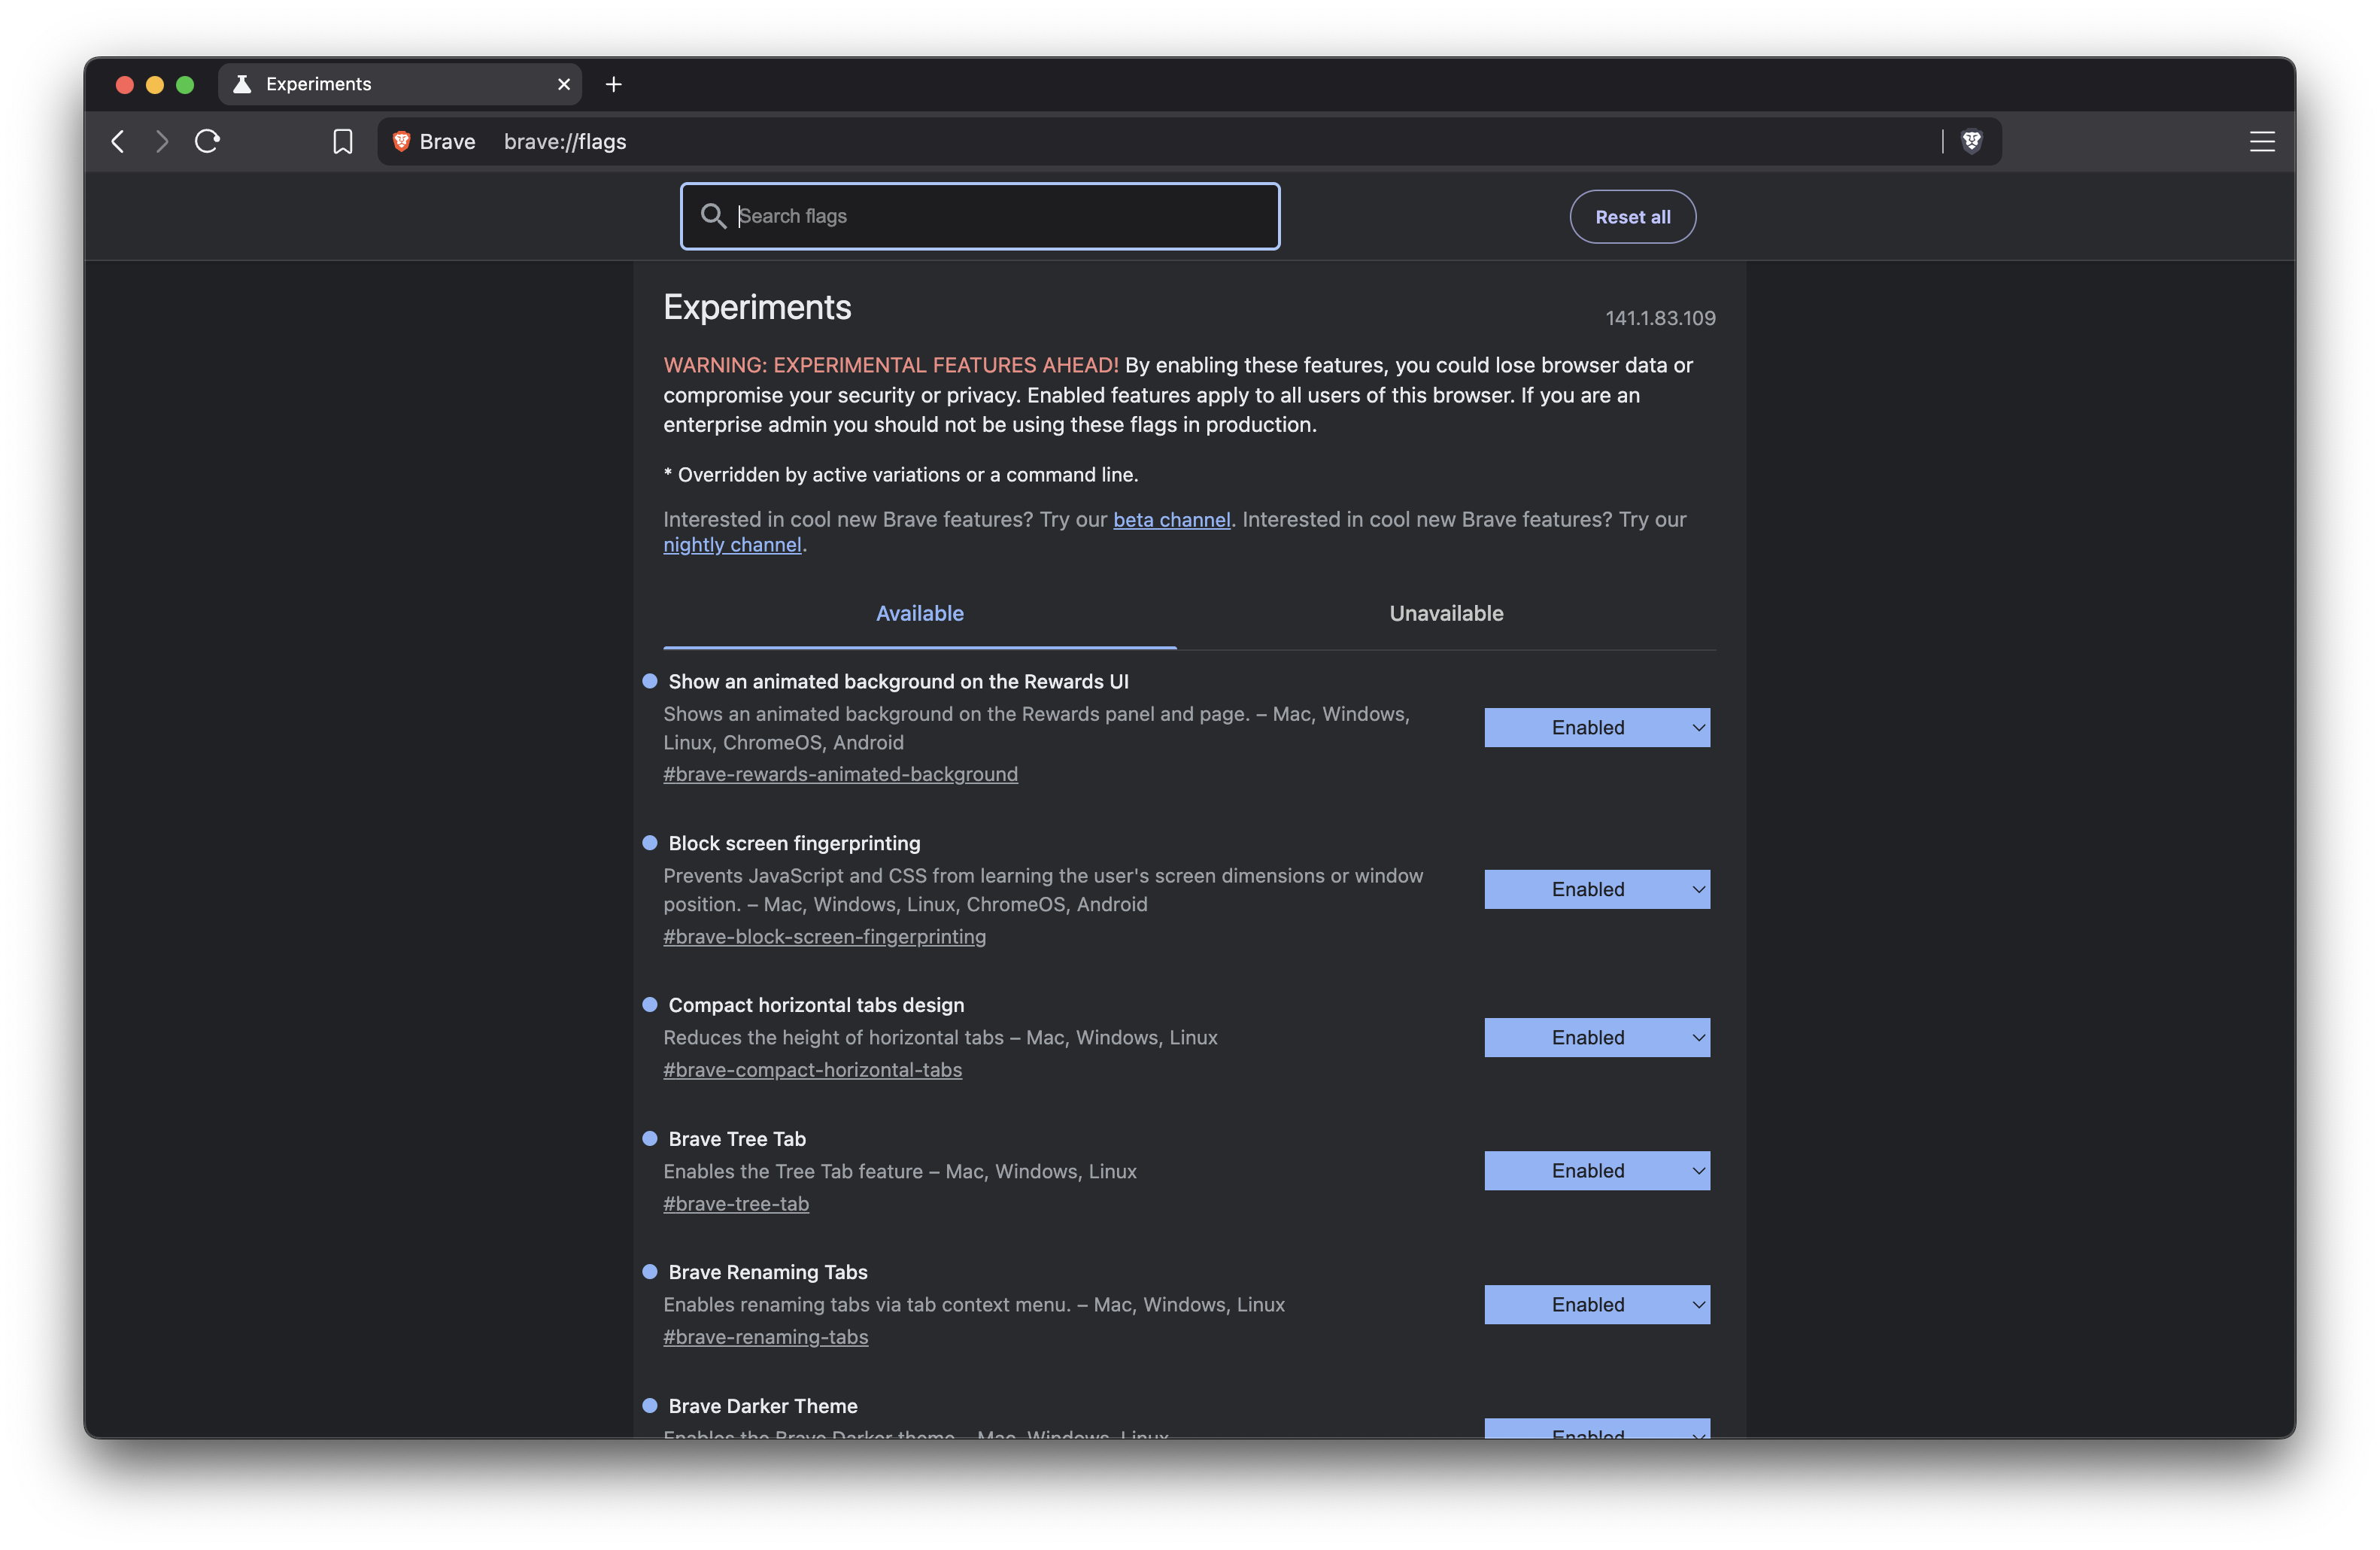 Experiments
Brave brave://flags
Search flags
Reset all
Experiments
141.1.83.109
WARNING: EXPERIMENTAL FEATURES AHEAD! By enabling these features, you could lose browser data or
compromise your security or privacy. Enabled features apply to all users of this browser. If you are an
enterprise admin you should not be using these flags in production.
* Overridden by active variations or a command line.
Interested in cool new Brave features? Try our beta channel. Interested in cool new Brave features? Try our
nightly channel.
Available
Unavailable
Show an animated background on the Rewards UI
Shows an animated background on the Rewards panel and page. – Mac, Windows,
Linux, ChromeOS, Android
#brave-rewards-animated-background
Enabled
Block screen fingerprinting
Prevents JavaScript and CSS from learning the user's screen dimensions or window
position. – Mac, Windows, Linux, ChromeOS, Android
#brave-block-screen-fingerprinting
Enabled
Compact horizontal tabs design
Reduces the height of horizontal tabs – Mac, Windows, Linux
#brave-compact-horizontal-tabs
Enabled
Brave Tree Tab
Enables the Tree Tab feature – Mac, Windows, Linux
#brave-tree-tab
Enabled
Brave Renaming Tabs
Enables renaming tabs via tab context menu. – Mac, Windows, Linux
#brave-renaming-tabs
Enabled
Brave Darker Theme
Enables the Brave Darker theme – Mac, Windows, Linux
Enabled